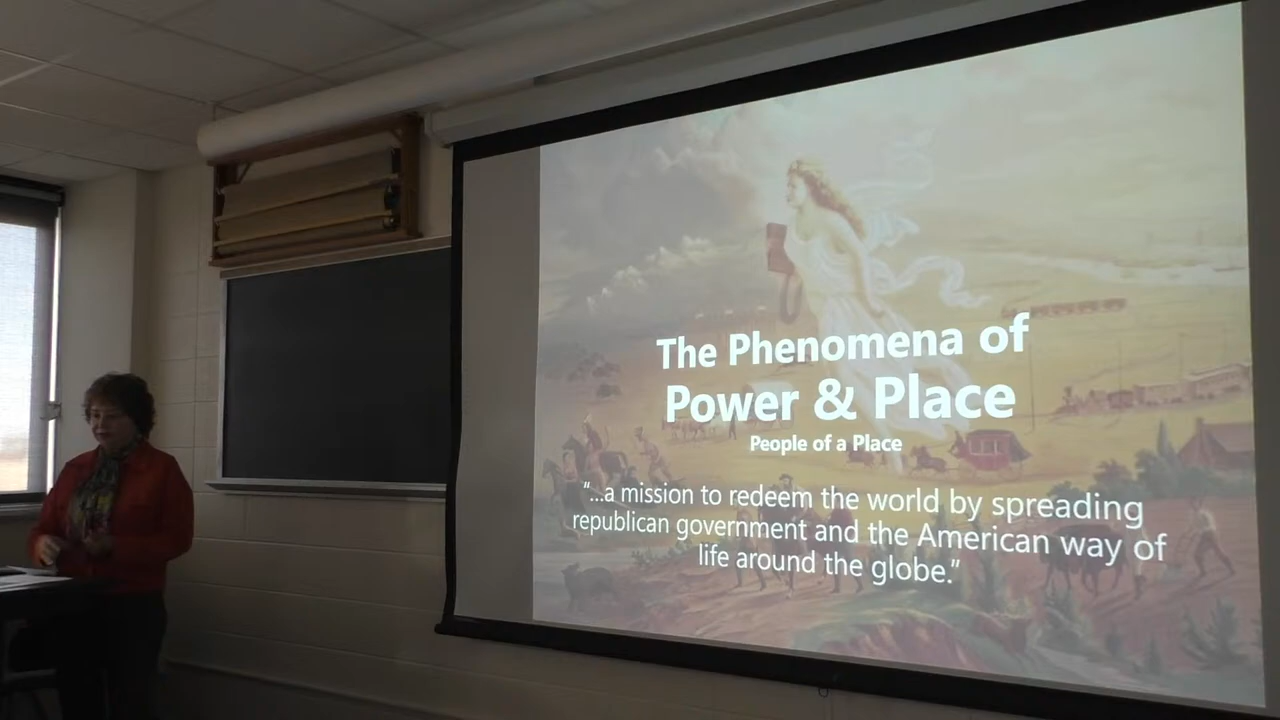 The Phenomena of
Power & Place
People of a Place
"...a mission to redeem the world by spreading
republican government and the American way of
life around the globe."